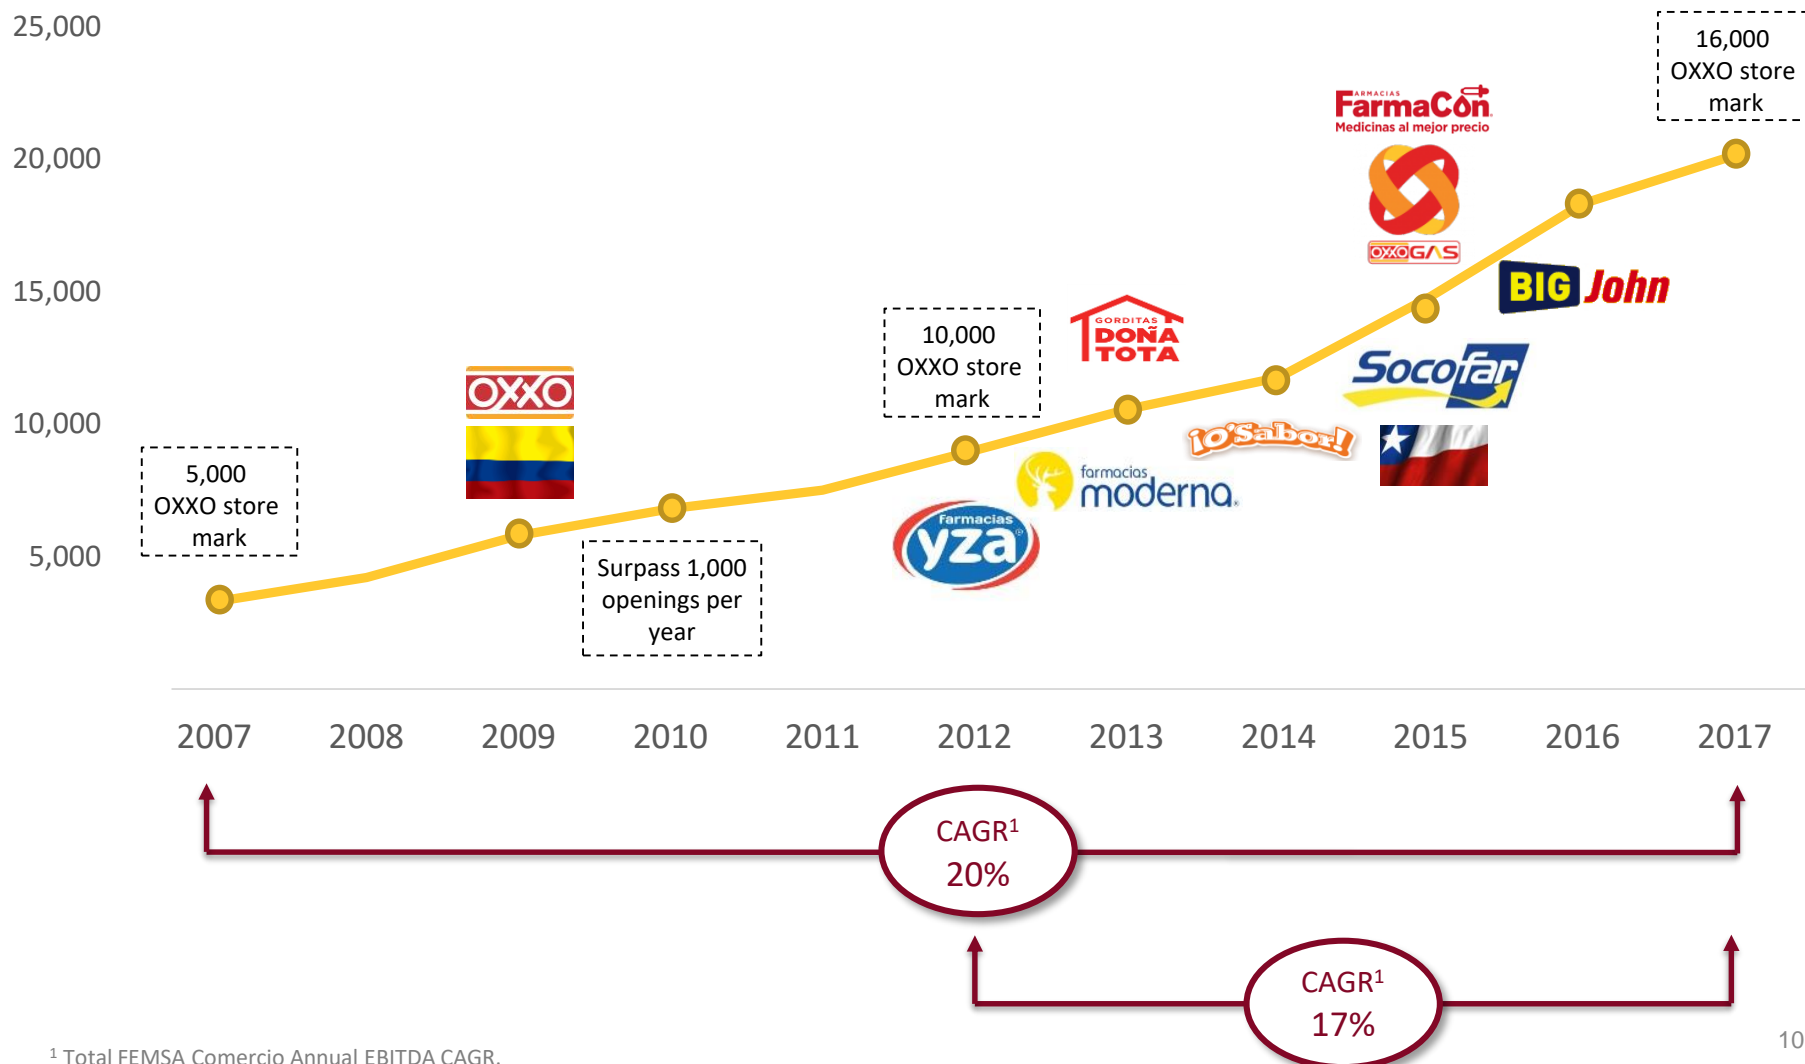 25,000
20,000
15,000
10,000
5,000
5,000
OXXO store
mark
OXXO
Surpass 1,000
openings per
year
10,000
OXXO store
mark
Farmacias
yza
farmacias
moderna
GORDITAS
DOÑA
TOTA
¡O'Sabor!
FARMACIAS
FarmaCon
Medicinas al mejor precio
OXXO GAS
Socofar
BIG John
16,000
OXXO store
mark
2007 2008 2009 2010 2011 2012 2013 2014 2015 2016 2017
CAGR¹
20%
CAGR¹
17%
¹ Total FEMSA Comercio Annual EBITDA CAGR.
10